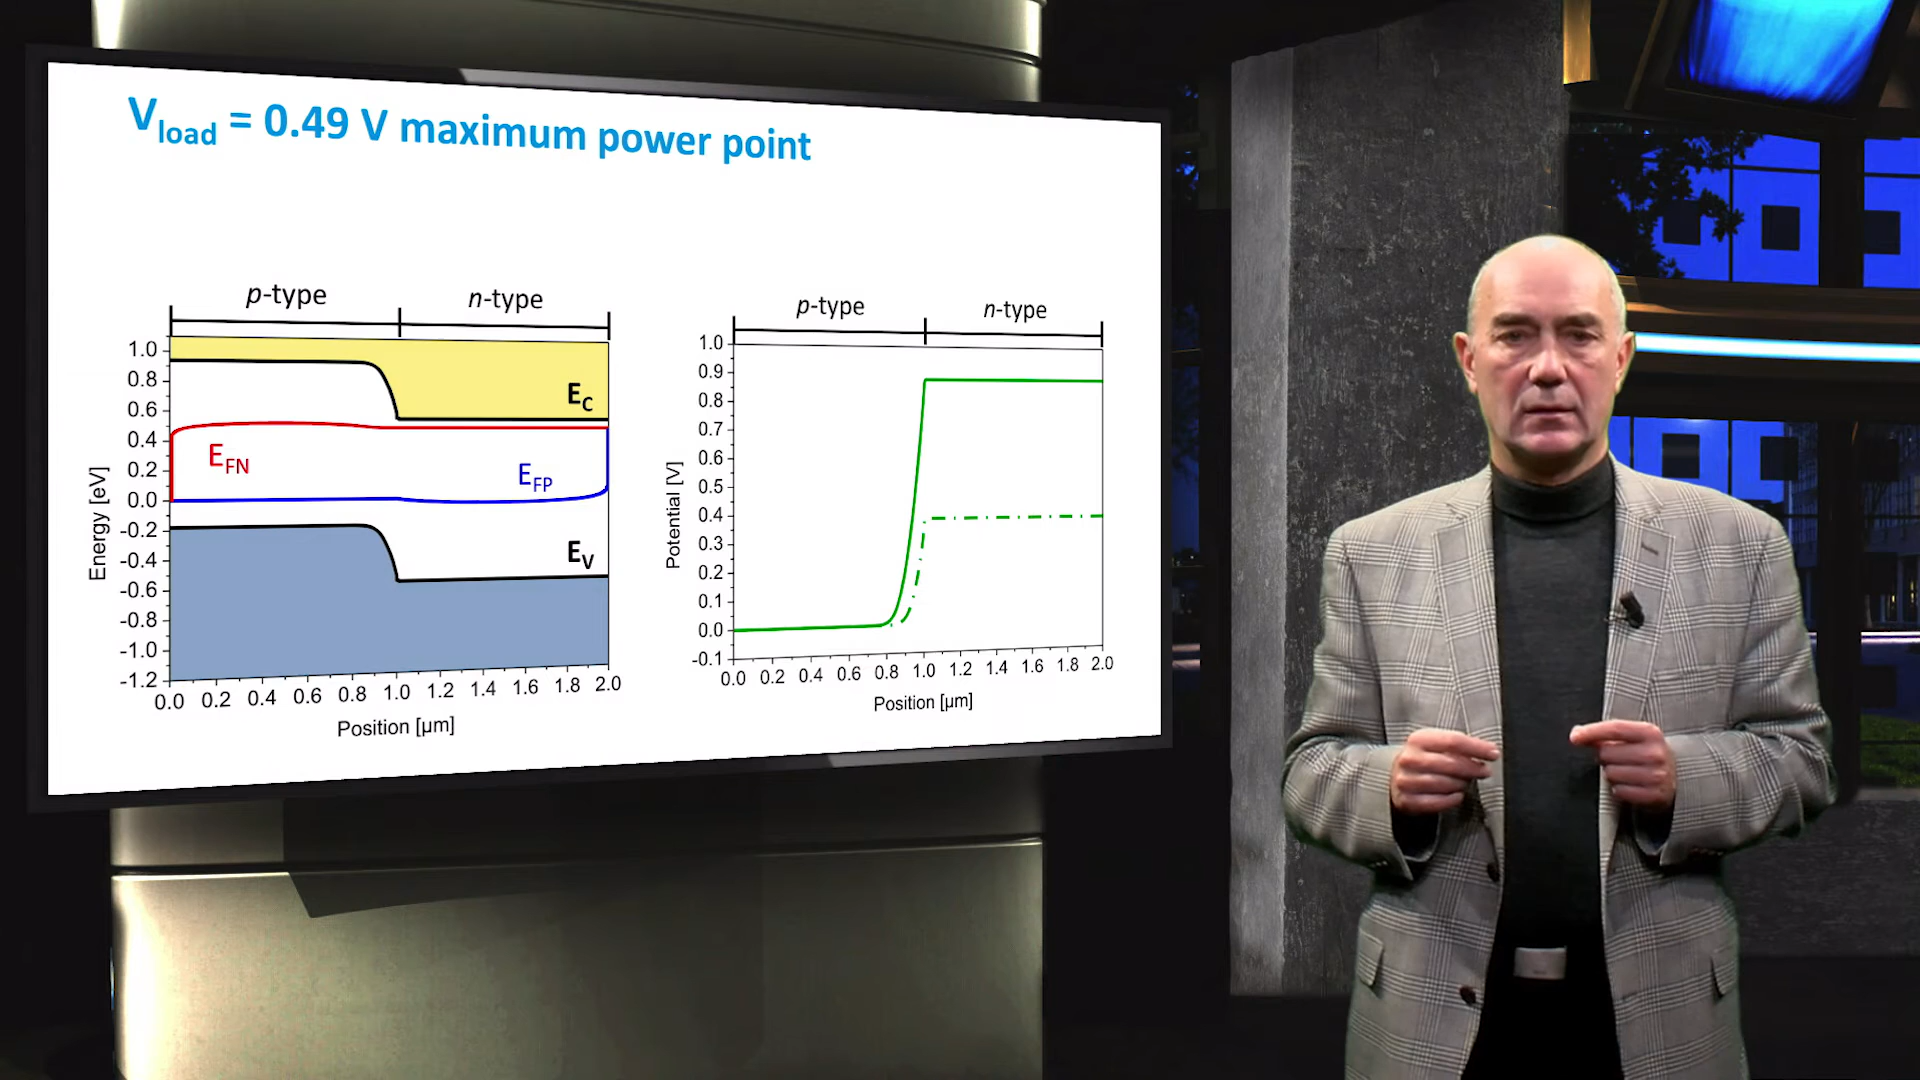 Vload = 0.49 V maximum power point
p-type
n-type
1.0
0.8
0.6
0.4
0.2
0.0
-0.2
-0.4
-0.6
-0.8
-1.0
-1.2
Energy [eV]
EC
EFN
EFP
EV
0.0 0.2 0.4 0.6 0.8 1.0 1.2 1.4 1.6 1.8 2.0
Position [µm]
p-type
n-type
1.0
0.9
0.8
0.7
0.6
0.5
0.4
0.3
0.2
0.1
0.0
-0.1
Potential [V]
0.0 0.2 0.4 0.6 0.8 1.0 1.2 1.4 1.6 1.8 2.0
Position [µm]